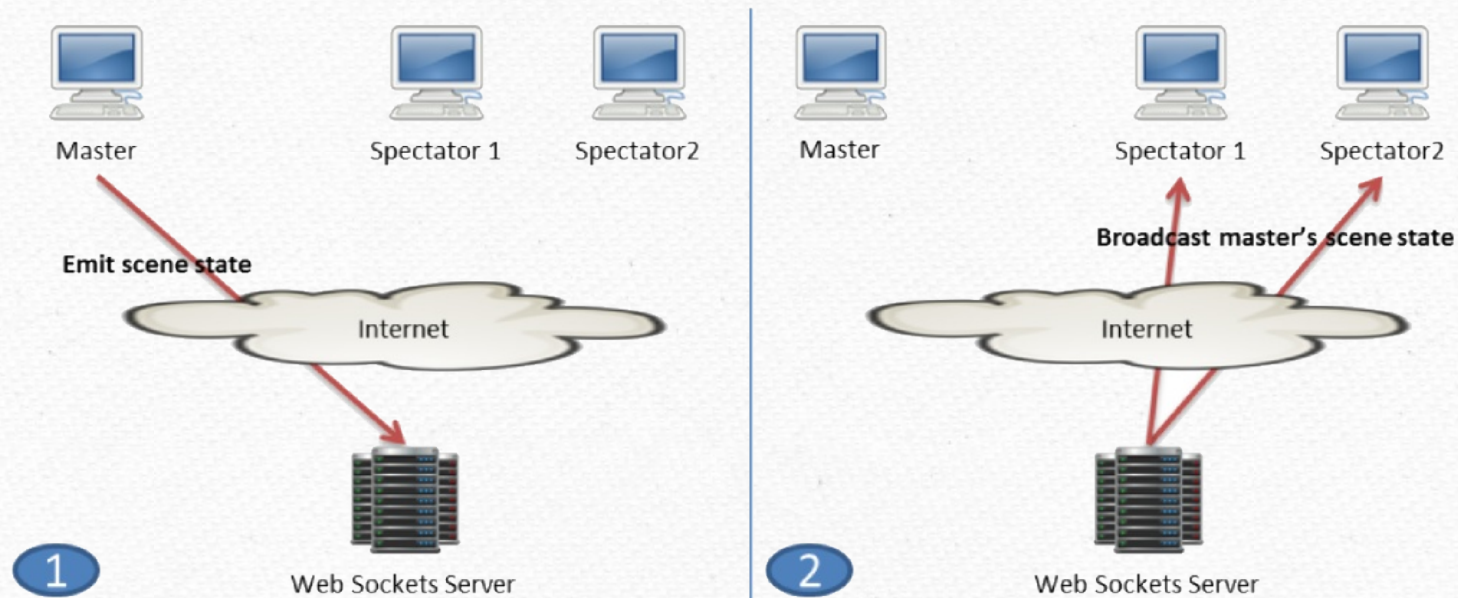 Master
Spectator 1
Spectator2
Emit scene state
Internet
Web Sockets Server
1
Master
Spectator 1
Spectator2
Broadcast master's scene state
Internet
Web Sockets Server
2